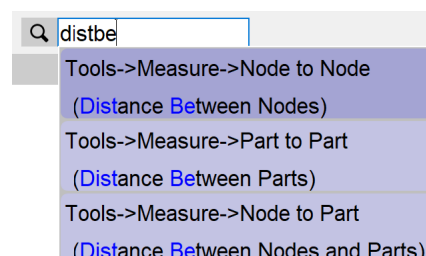 distbe
Tools->Measure->Node to Node
(Distance Between Nodes)
Tools->Measure->Part to Part
(Distance Between Parts)
Tools->Measure->Node to Part
(Distance Between Nodes and Parts)